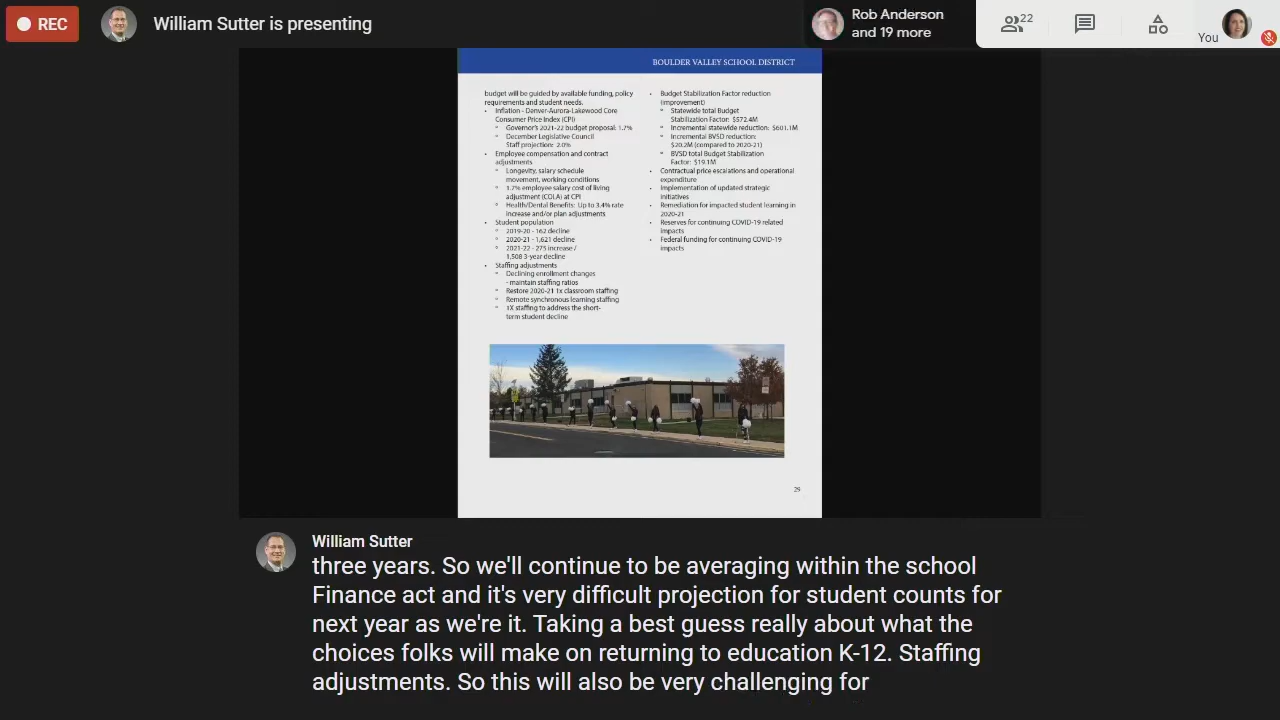 REC
William Sutter is presenting
Rob Anderson
and 19 more
22
You
BOULDER VALLEY SCHOOL DISTRICT
budget will be guided by available funding, policy
requirements and student needs.
• Inflation - Denver-Aurora-Lakewood Core
Consumer Price Index (CPI)
Governor's 2021-22 budget proposal: 1.7%
December Legislative Council
Staff projection: 2.0%
• Employee compensation and contract
adjustments
Longevity, salary schedule
movement, working conditions
1.7% employee salary cost of living
adjustment (COLA) at CPI
Health/Dental Benefits: Up to 3.4% rate
increase and/or plan adjustments
• Student population
2019-20 - 162 decline
2020-21 - 1,621 decline
2021-22 - 275 increase /
1,508 3-year decline
• Staffing adjustments
Declining enrollment changes
- maintain staffing ratios
Restore 2020-21 1x classroom staffing
Remote synchronous learning staffing
1X staffing to address the short-
term student decline
• Budget Stabilization Factor reduction
(improvement)
Statewide total Budget
Stabilization Factor: $572.4M
Incremental statewide reduction: $601.1M
Incremental BVSD reduction:
$20.2M (compared to 2020-21)
BVSD total Budget Stabilization
Factor: $19.1M
• Contractual price escalations and operational
expenditure
• Implementation of updated strategic
initiatives
• Remediation for impacted student learning in
2020-21
• Reserves for continuing COVID-19 related
impacts
• Federal funding for continuing COVID-19
impacts
29
William Sutter
three years. So we'll continue to be averaging within the school
Finance act and it's very difficult projection for student counts for
next year as we're it. Taking a best guess really about what the
choices folks will make on returning to education K-12. Staffing
adjustments. So this will also be very challenging for